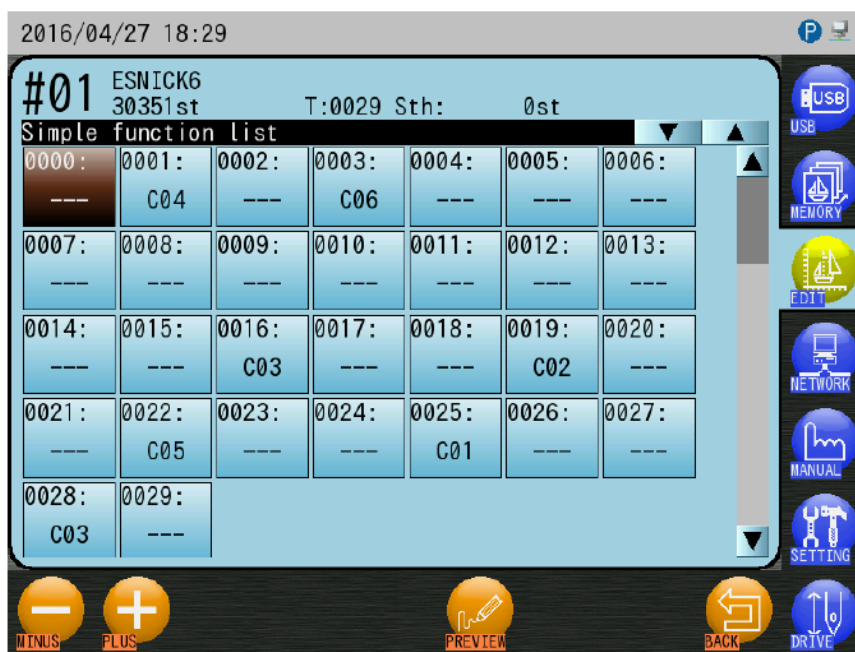 2016/04/27 18:29
P
#01 ESNICK6
30351st T:0029 Sth: 0st
Simple function list
0000: 0001: 0002: 0003: 0004: 0005: 0006:
--- C04 --- C06 --- --- ---
0007: 0008: 0009: 0010: 0011: 0012: 0013:
--- --- --- --- --- --- ---
0014: 0015: 0016: 0017: 0018: 0019: 0020:
--- --- C03 --- --- C02 ---
0021: 0022: 0023: 0024: 0025: 0026: 0027:
--- C05 --- --- C01 --- ---
0028: 0029:
C03 ---
USB
USB
MEMORY
EDIT
NETWORK
MANUAL
SETTING
DRIVE
MINUS PLUS PREVIEW BACK